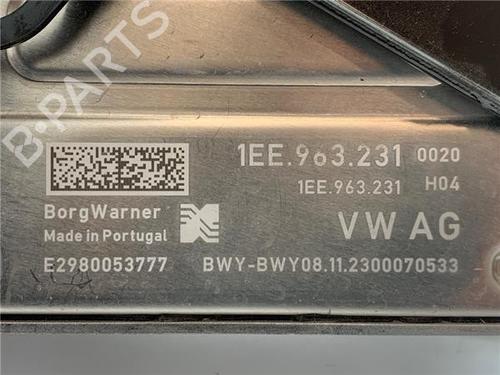 B-PARTS
1EE.963.231 0020
1EE.963.231 H04
BorgWarner
Made in Portugal
VW AG
E2980053777 BWY-BWY08.11.2300070533